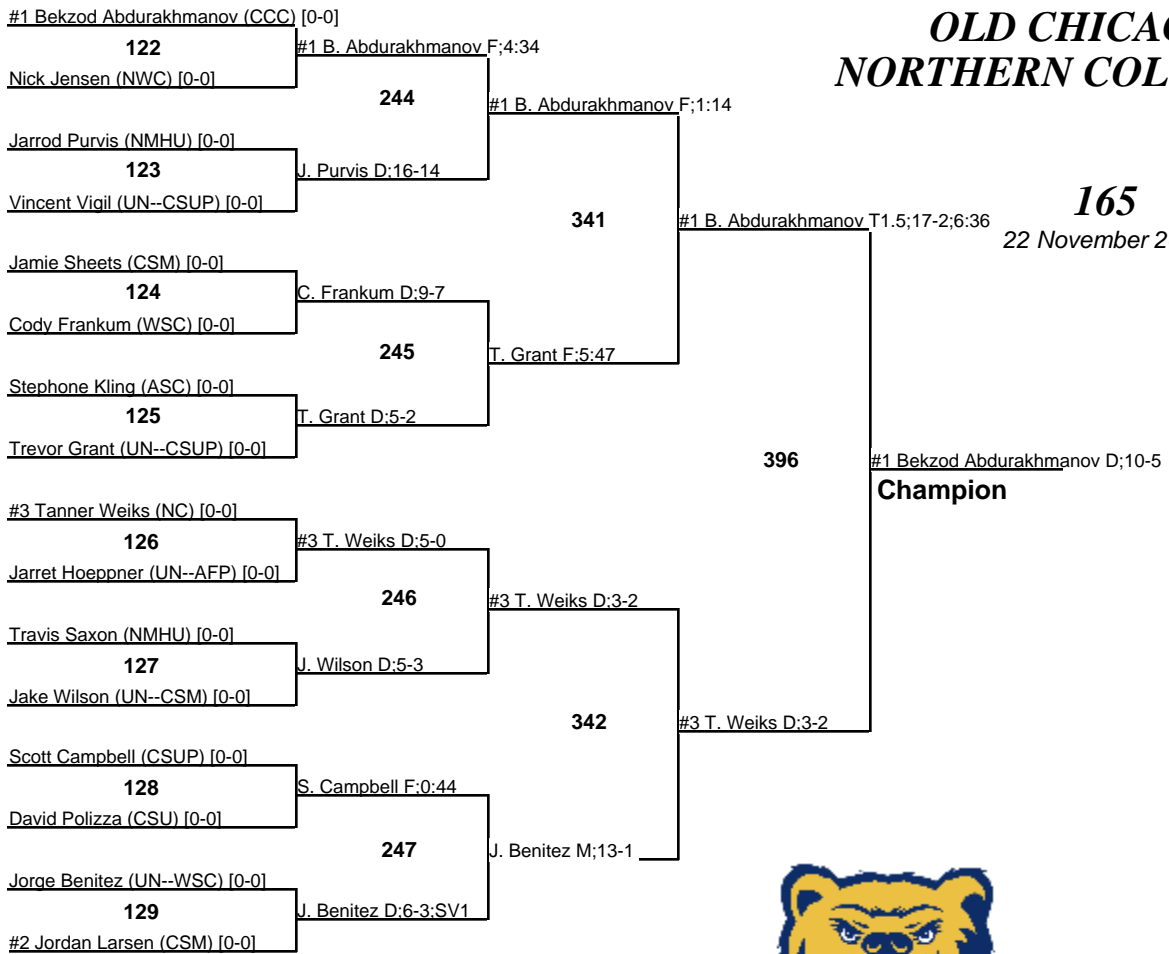 #1 Bekzod Abdurakhmanov (CCC) [0-0]
122
Nick Jensen (NWC) [0-0]
Jarrod Purvis (NMHU) [0-0]
123
Vincent Vigil (UN--CSUP) [0-0]
Jamie Sheets (CSM) [0-0]
124
Cody Frankum (WSC) [0-0]
Stephone Kling (ASC) [0-0]
125
Trevor Grant (UN--CSUP) [0-0]
#3 Tanner Weiks (NC) [0-0]
126
Jarret Hoeppner (UN--AFP) [0-0]
Travis Saxon (NMHU) [0-0]
127
Jake Wilson (UN--CSM) [0-0]
Scott Campbell (CSUP) [0-0]
128
David Polizza (CSU) [0-0]
Jorge Benitez (UN--WSC) [0-0]
129
#2 Jordan Larsen (CSM) [0-0]
#1 B. Abdurakhmanov F;4:34
244
J. Purvis D;16-14
C. Frankum D;9-7
245
T. Grant D;5-2
#3 T. Weiks D;5-0
246
J. Wilson D;5-3
S. Campbell F;0:44
247
J. Benitez D;6-3;SV1
#1 B. Abdurakhmanov F;1:14
341
T. Grant F;5:47
#3 T. Weiks D;3-2
342
J. Benitez M;13-1
#1 B. Abdurakhmanov T1.5;17-2;6:36
396
#3 T. Weiks D;3-2
#1 Bekzod Abdurakhmanov D;10-5
Champion
OLD CHICA
NORTHERN COL
165
22 November 2